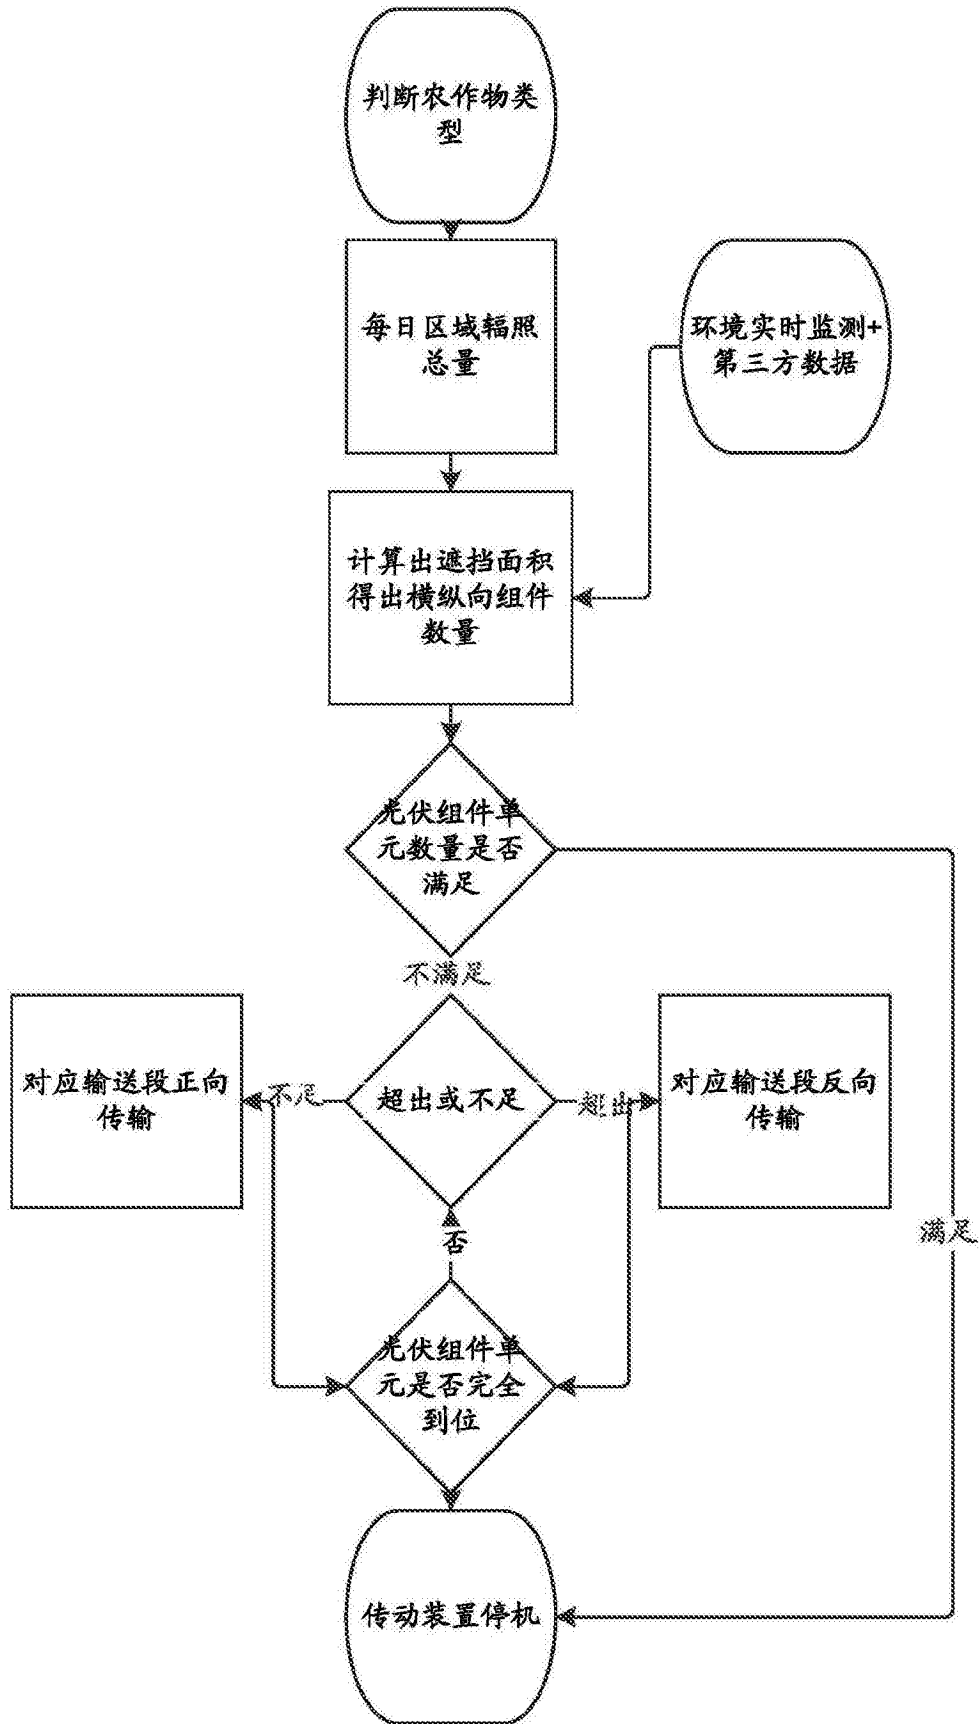 判断农作物类
型
每日区域辐照
总量
环境实时监测+
第三方数据
计算出遮挡面积
得出横纵向组件
数量
光伏组件单
元数量是否
满足
不满足
对应输送段正向
传输
不足
超出或不足
超出
对应输送段反向
传输
满足
否
光伏组件单
元是否完全
到位
传动装置停机